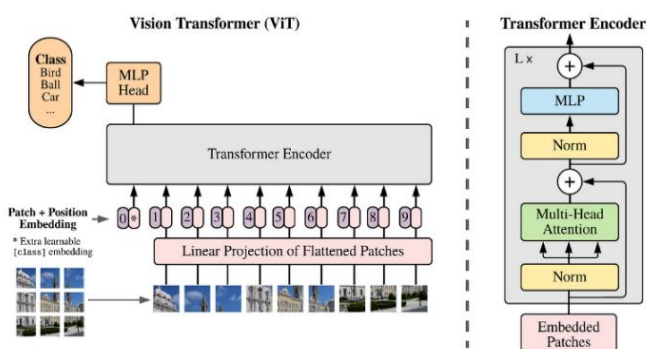 Vision Transformer (ViT)
Class
Bird
Ball
Car
...
MLP
Head
Transformer Encoder
Patch + Position
Embedding
* Extra learnable
[class] embedding
0 * 1 2 3 4 5 6 7 8 9
Linear Projection of Flattened Patches
Transformer Encoder
L x
+
MLP
Norm
+
Multi-Head
Attention
Norm
Embedded
Patches